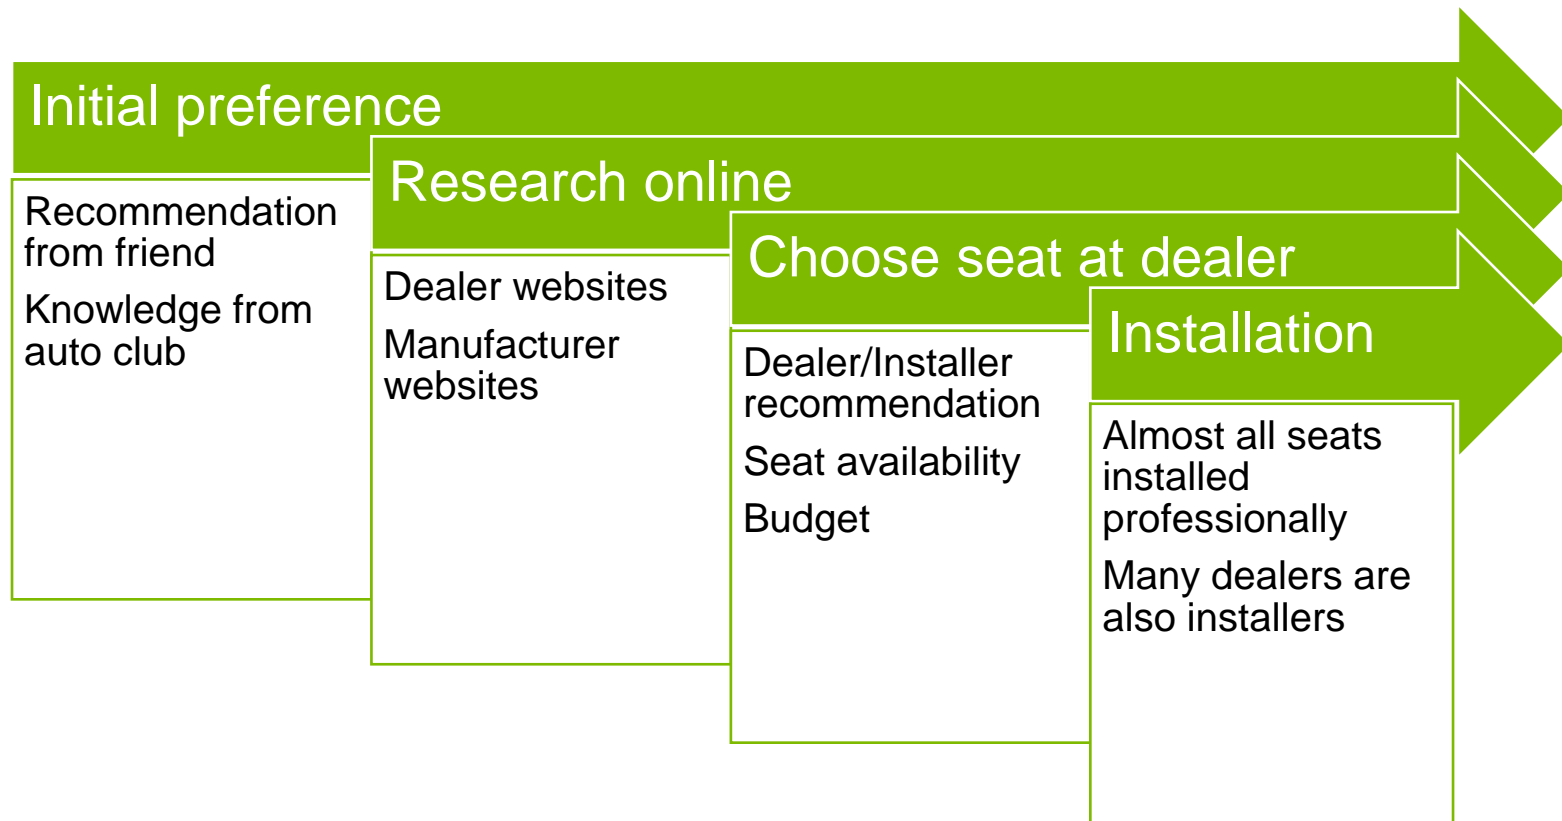 Initial preference
Recommendation
from friend
Knowledge from
auto club
Research online
Dealer websites
Manufacturer
websites
Choose seat at dealer
Dealer/Installer
recommendation
Seat availability
Budget
Installation
Almost all seats
installed
professionally
Many dealers are
also installers